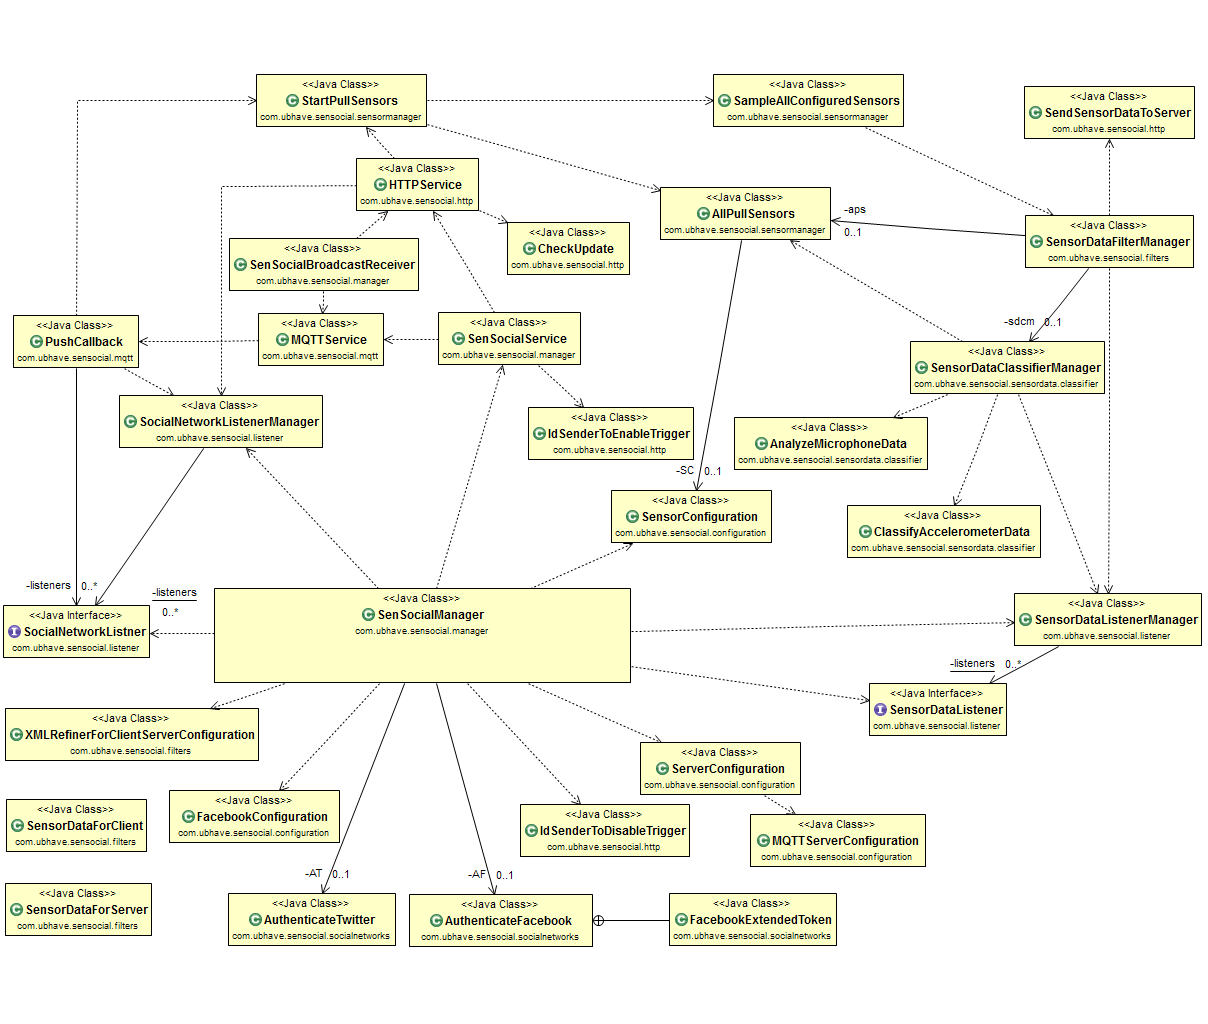 <<Java Class>>
StartPullSensors
com.ubhave.sensocial.sensormanager
<<Java Class>>
SampleAllConfiguredSensors
com.ubhave.sensocial.sensormanager
<<Java Class>>
SendSensorDataToServer
com.ubhave.sensocial.http
<<Java Class>>
HTTPService
com.ubhave.sensocial.http
<<Java Class>>
AllPullSensors
com.ubhave.sensocial.sensormanager
-aps
0..1
<<Java Class>>
SensorDataFilterManager
com.ubhave.sensocial.filters
<<Java Class>>
CheckUpdate
com.ubhave.sensocial.http
<<Java Class>>
SenSocialBroadcastReceiver
com.ubhave.sensocial.manager
<<Java Class>>
PushCallback
com.ubhave.sensocial.mqtt
<<Java Class>>
MQTTService
com.ubhave.sensocial.mqtt
<<Java Class>>
SenSocialService
com.ubhave.sensocial.manager
-sdcm
0..1
<<Java Class>>
SensorDataClassifierManager
com.ubhave.sensocial.sensordata.classifier
<<Java Class>>
SocialNetworkListenerManager
com.ubhave.sensocial.listener
<<Java Class>>
IdSenderToEnableTrigger
com.ubhave.sensocial.http
<<Java Class>>
AnalyzeMicrophoneData
com.ubhave.sensocial.sensordata.classifier
-SC
0..1
<<Java Class>>
SensorConfiguration
com.ubhave.sensocial.configuration
<<Java Class>>
ClassifyAccelerometerData
com.ubhave.sensocial.sensordata.classifier
-listeners
0..*
-listeners
0..*
<<Java Interface>>
SocialNetworkListner
com.ubhave.sensocial.listener
<<Java Class>>
SenSocialManager
com.ubhave.sensocial.manager
<<Java Class>>
SensorDataListenerManager
com.ubhave.sensocial.listener
-listeners
0..*
<<Java Interface>>
SensorDataListener
com.ubhave.sensocial.listener
<<Java Class>>
XMLRefinerForClientServerConfiguration
com.ubhave.sensocial.filters
<<Java Class>>
ServerConfiguration
com.ubhave.sensocial.configuration
<<Java Class>>
SensorDataForClient
com.ubhave.sensocial.filters
<<Java Class>>
FacebookConfiguration
com.ubhave.sensocial.configuration
<<Java Class>>
IdSenderToDisableTrigger
com.ubhave.sensocial.http
<<Java Class>>
MQTTServerConfiguration
com.ubhave.sensocial.configuration
-AT
0..1
-AF
0..1
<<Java Class>>
SensorDataForServer
com.ubhave.sensocial.filters
<<Java Class>>
AuthenticateTwitter
com.ubhave.sensocial.socialnetworks
<<Java Class>>
AuthenticateFacebook
com.ubhave.sensocial.socialnetworks
<<Java Class>>
FacebookExtendedToken
com.ubhave.sensocial.socialnetworks